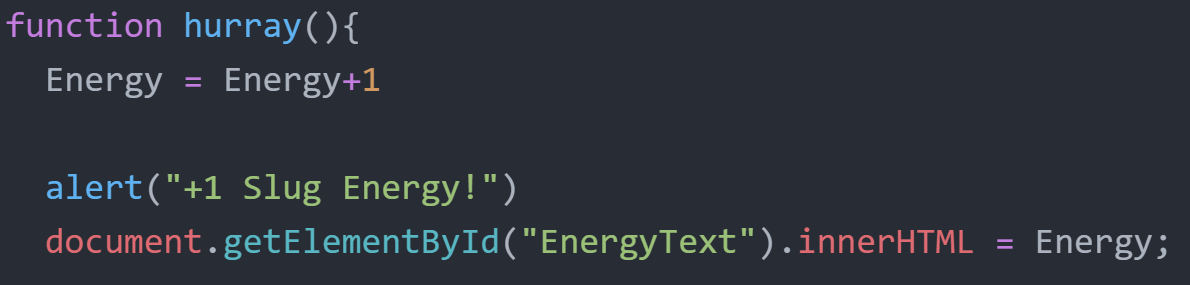 function hurray(){
Energy = Energy+1
alert("+1 Slug Energy!")
document.getElementById("EnergyText").innerHTML = Energy;